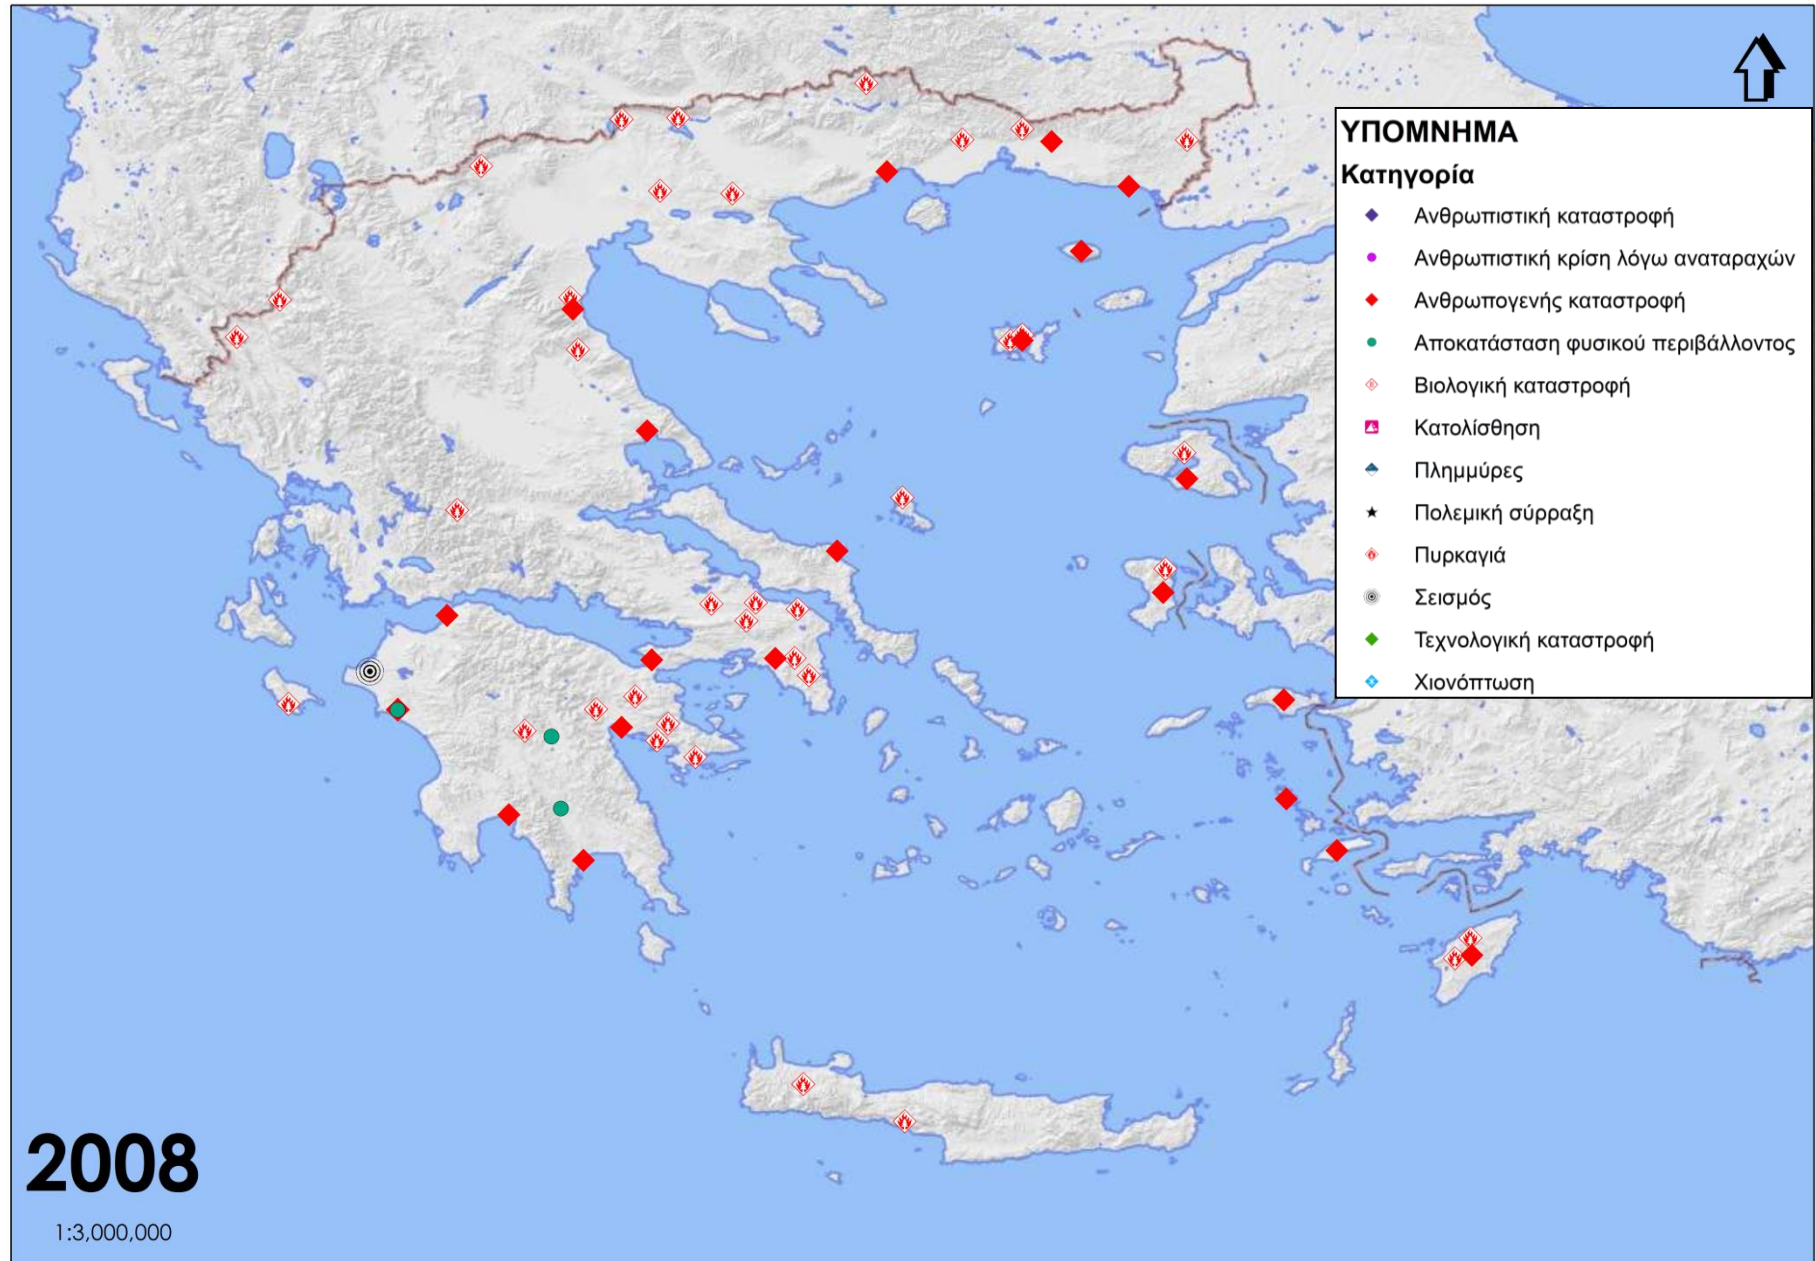 ΥΠΟΜΝΗΜΑ
Κατηγορία
Ανθρωπιστική καταστροφή
Ανθρωπιστική κρίση λόγω αναταραχών
Ανθρωπογενής καταστροφή
Αποκατάσταση φυσικού περιβάλλοντος
Βιολογική καταστροφή
Κατολίσθηση
Πλημμύρες
Πολεμική σύρραξη
Πυρκαγιά
Σεισμός
Τεχνολογική καταστροφή
Χιονόπτωση
2008
1:3,000,000